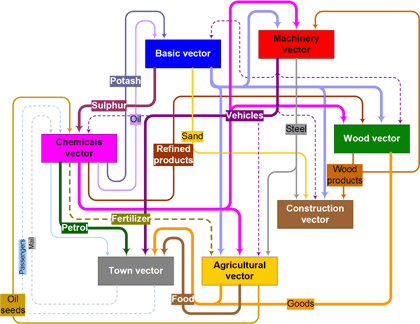 Basic vector
Machinery
vector
Potash
Sulphur
Oil
Vehicles
Sand
Steel
Chemicals
vector
Refined
products
Wood
vector
Wood
products
Construction
vector
Fertilizer
Petrol
Passengers
Mail
Town vector
Agricultural
vector
Food
Goods
Oil
seeds